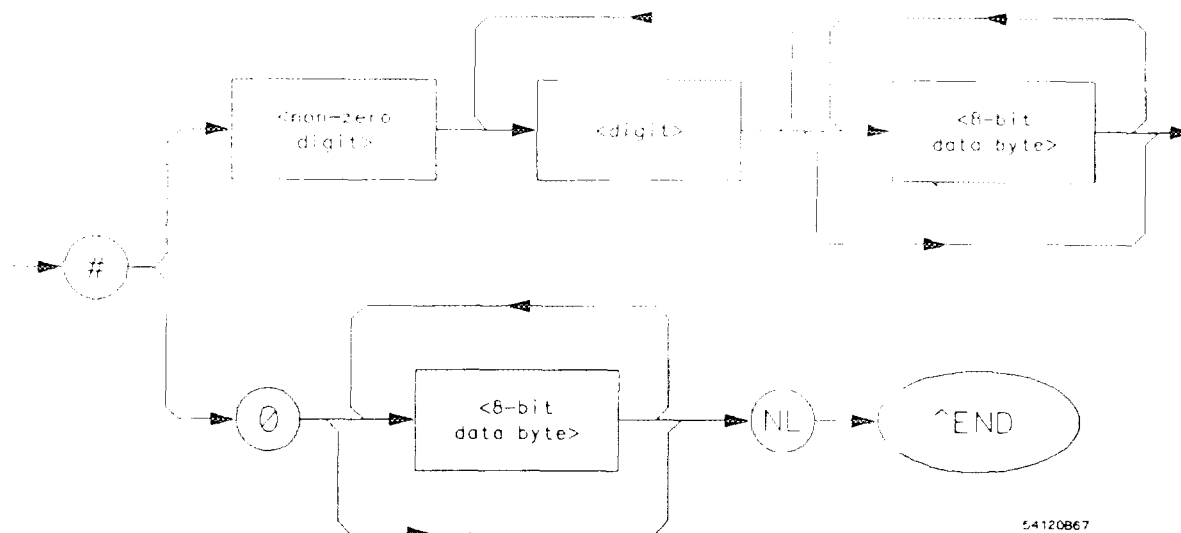 <non-zero
digit>
<digit>
<8-bit
data byte>
#
0
<8-bit
data byte>
NL
^END
54120B67